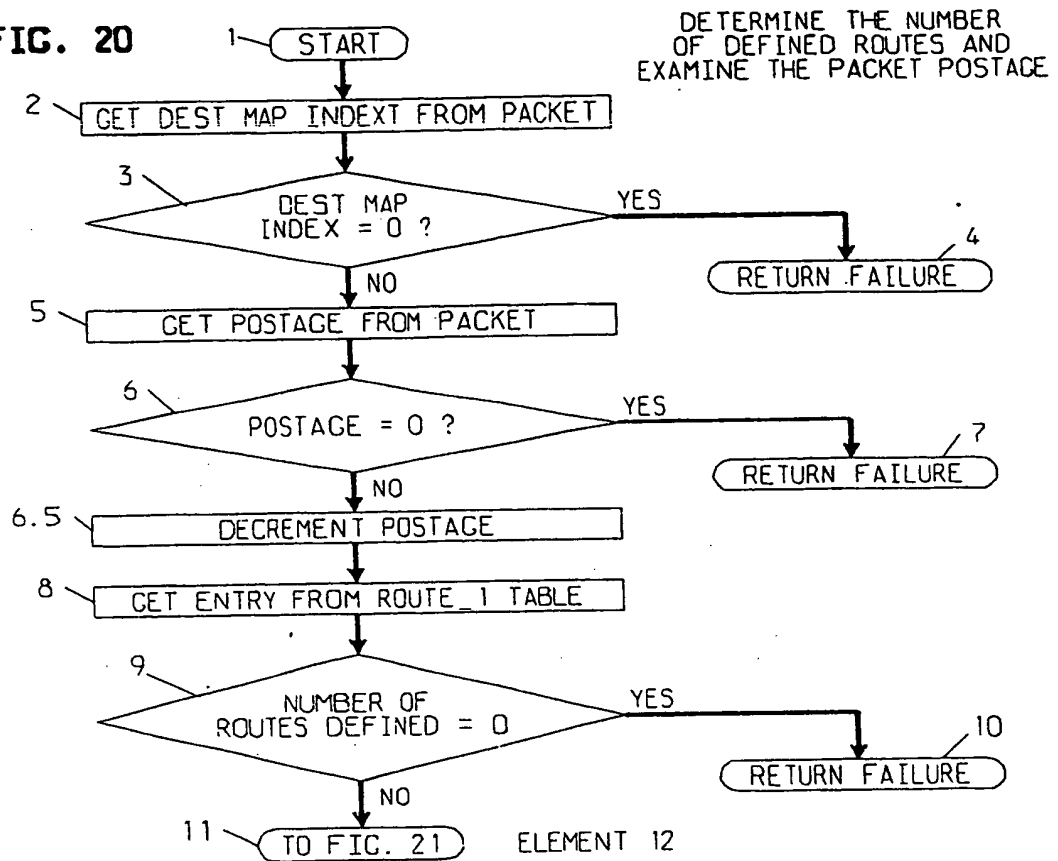 FIG. 20
DETERMINE THE NUMBER
OF DEFINED ROUTES AND
EXAMINE THE PACKET POSTAGE
1
START
2
GET DEST MAP INDEXT FROM PACKET
3
DEST MAP
INDEX = 0 ?
YES
4
RETURN FAILURE
NO
5
GET POSTAGE FROM PACKET
6
POSTAGE = 0 ?
YES
7
RETURN FAILURE
NO
6.5
DECREMENT POSTAGE
8
GET ENTRY FROM ROUTE_1 TABLE
9
NUMBER OF
ROUTES DEFINED = 0
YES
10
RETURN FAILURE
NO
11
TO FIG. 21
ELEMENT 12